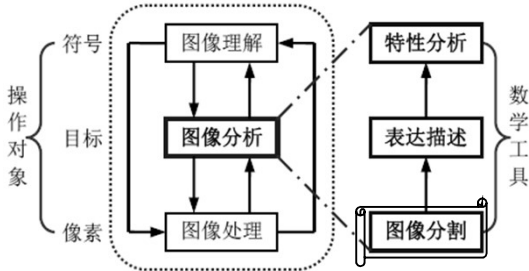 操作对象
符号
目标
像素
图像理解
图像分析
图像处理
特性分析
表达描述
图像分割
数学工具